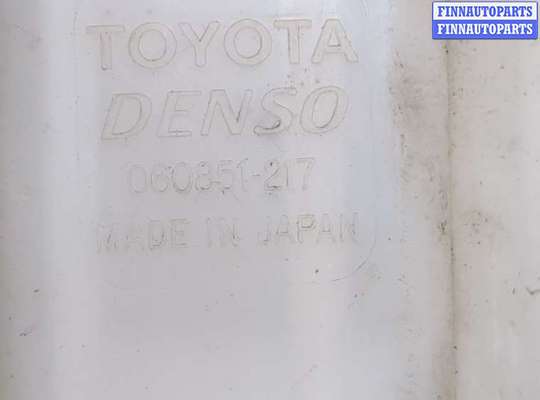 FINNAUTOPARTS
FINNAUTOPARTS
TOYOTA
DENSO
060851-217
MADE IN JAPAN